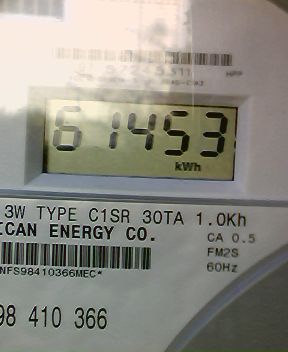 61453
kWh
3W TYPE C1SR 30TA 1.0Kh
ICAN ENERGY CO.
CA 0.5
FM2S
60Hz
NFS98410366MEC*
98 410 366